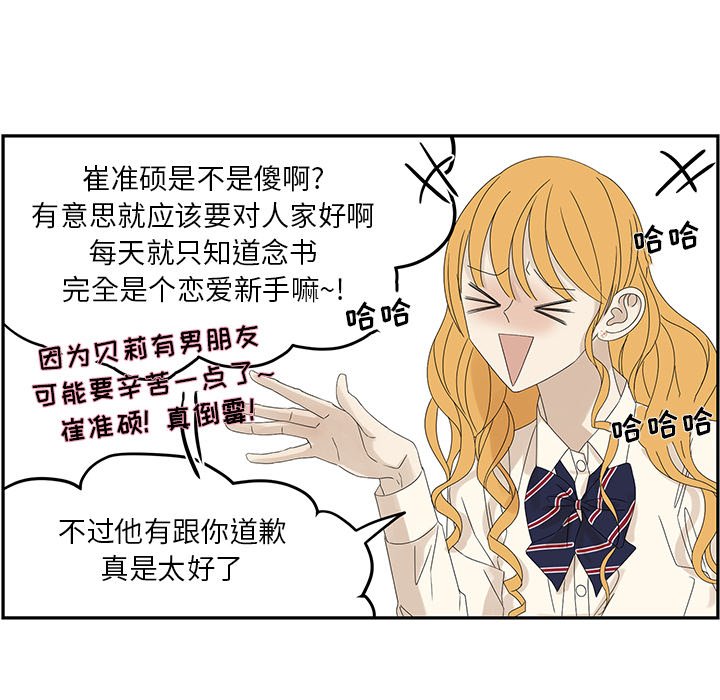 崔准硕是不是傻啊?
有意思就应该要对人家好啊
每天就只知道念书
完全是个恋爱新手嘛~!
哈哈
哈哈
因为贝莉有男朋友
可能要辛苦一点了~
崔准硕! 真倒霉!
哈哈哈
不过他有跟你道歉
真是太好了